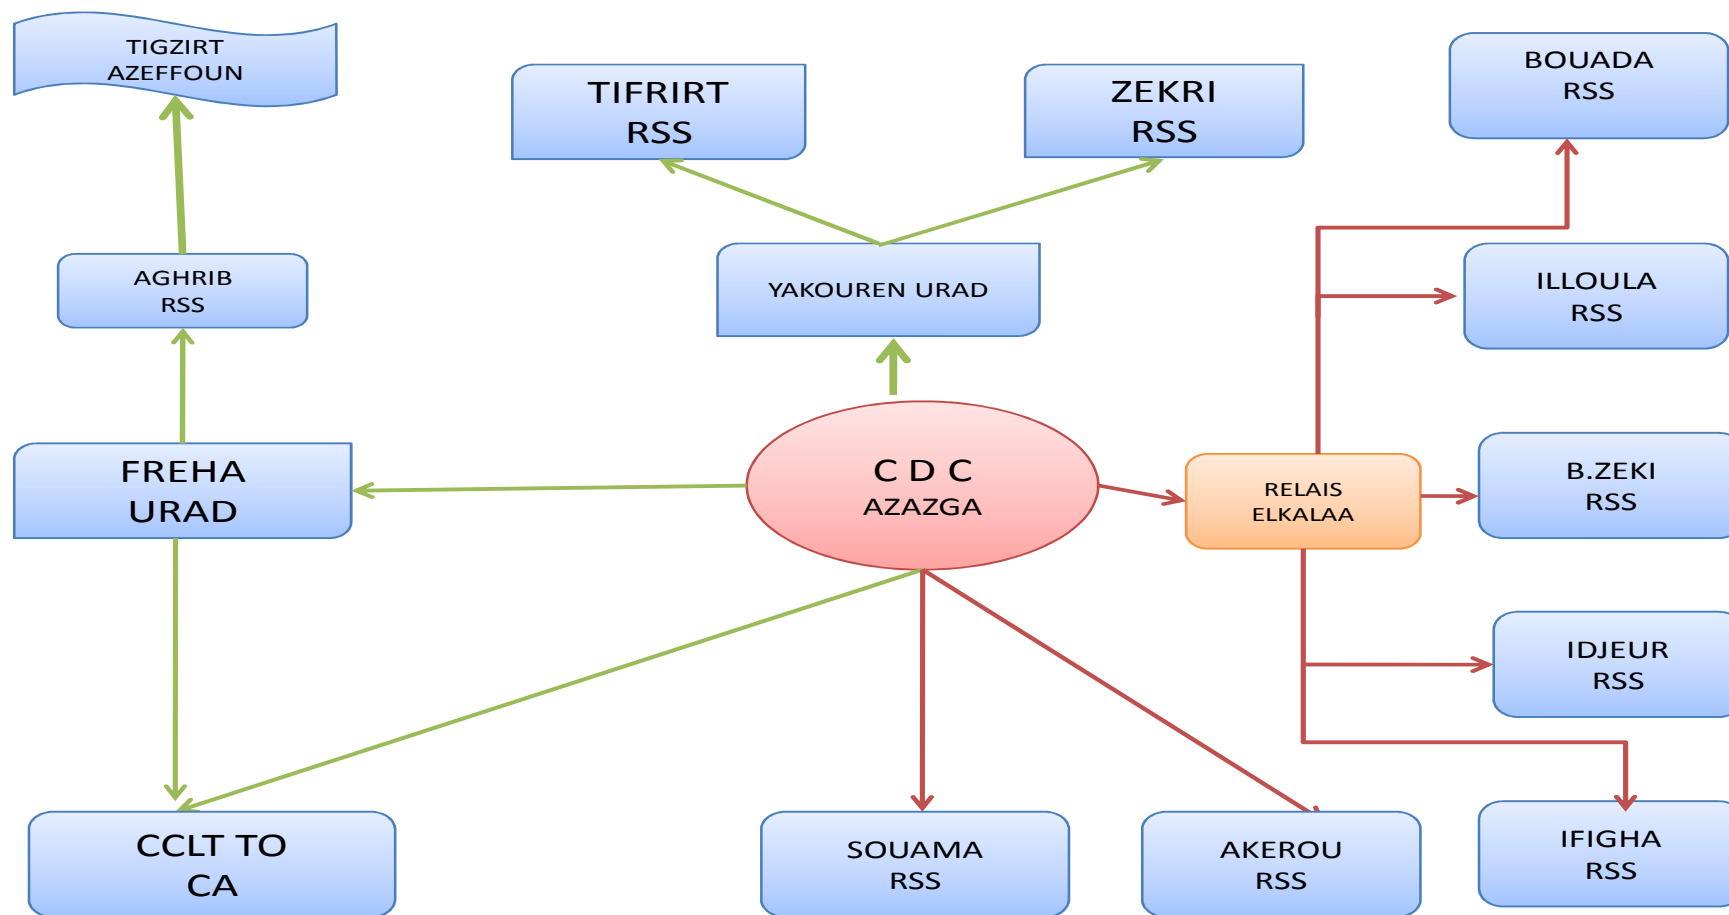 TIGZIRT
AZEFFOUN
TIFRIRT
RSS
ZEKRI
RSS
BOUADA
RSS
AGHRIB
RSS
YAKOUREN URAD
ILLOULA
RSS
FREHA
URAD
C D C
AZAZGA
RELAIS
ELKALAA
B.ZEKI
RSS
IDJEUR
RSS
CCLT TO
CA
SOUAMA
RSS
AKEROU
RSS
IFIGHA
RSS